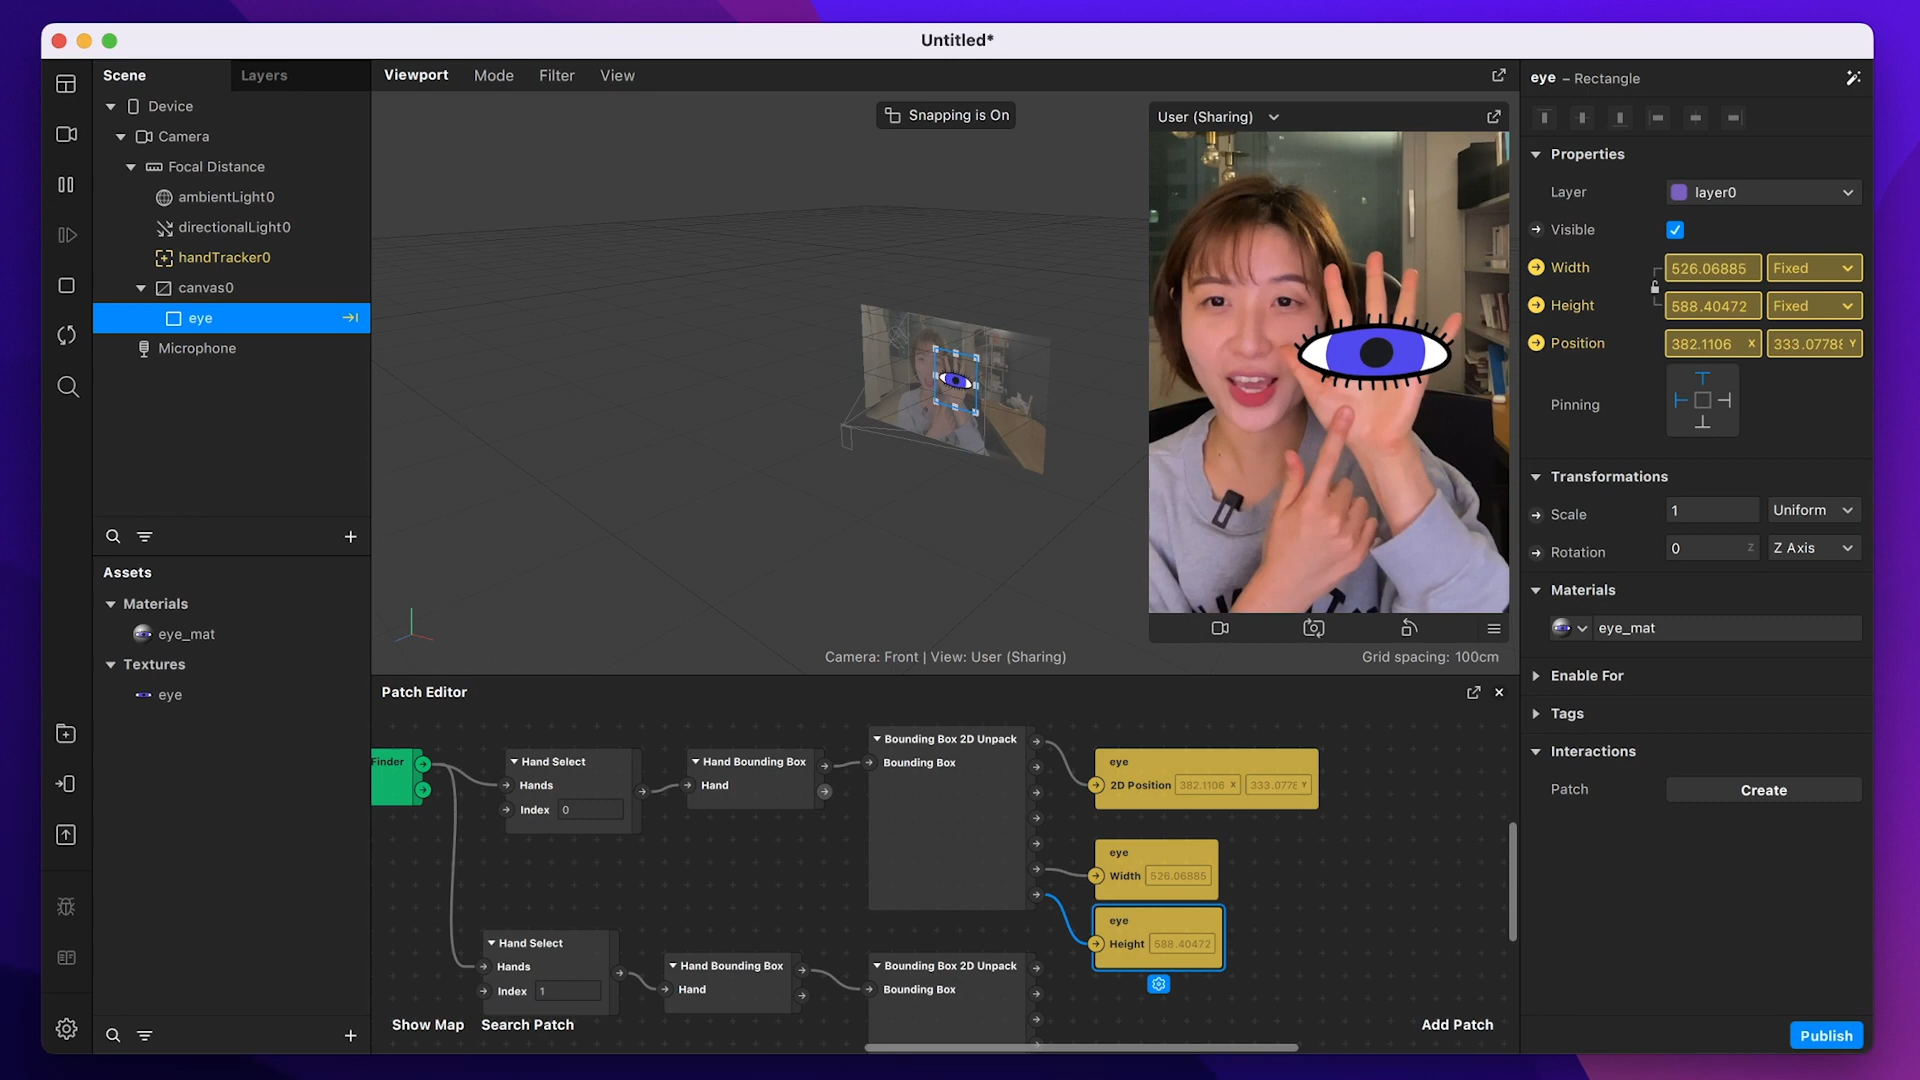 Untitled*
Scene
Layers
Device
Camera
Focal Distance
ambientLight0
directionalLight0
handTracker0
canvas0
eye
Microphone
Assets
Materials
eye_mat
Textures
eye
Viewport Mode Filter View
Snapping is On
User (Sharing)
Camera: Front | View: User (Sharing)
Grid spacing: 100cm
Patch Editor
Finder
Hand Select
Hands
Index 0
Hand Bounding Box
Hand
Bounding Box 2D Unpack
Bounding Box
eye
2D Position 382.1106 X 333.0778 Y
eye
Width 526.06885
eye
Height 588.40472
Hand Select
Hands
Index 1
Hand Bounding Box
Hand
Bounding Box 2D Unpack
Bounding Box
Show Map Search Patch
Add Patch
eye – Rectangle
Properties
Layer layer0
Visible
Width 526.06885 Fixed
Height 588.40472 Fixed
Position 382.1106 X 333.0778 Y
Pinning
Transformations
Scale 1 Uniform
Rotation 0 Z Z Axis
Materials
eye_mat
Enable For
Tags
Interactions
Patch Create
Publish